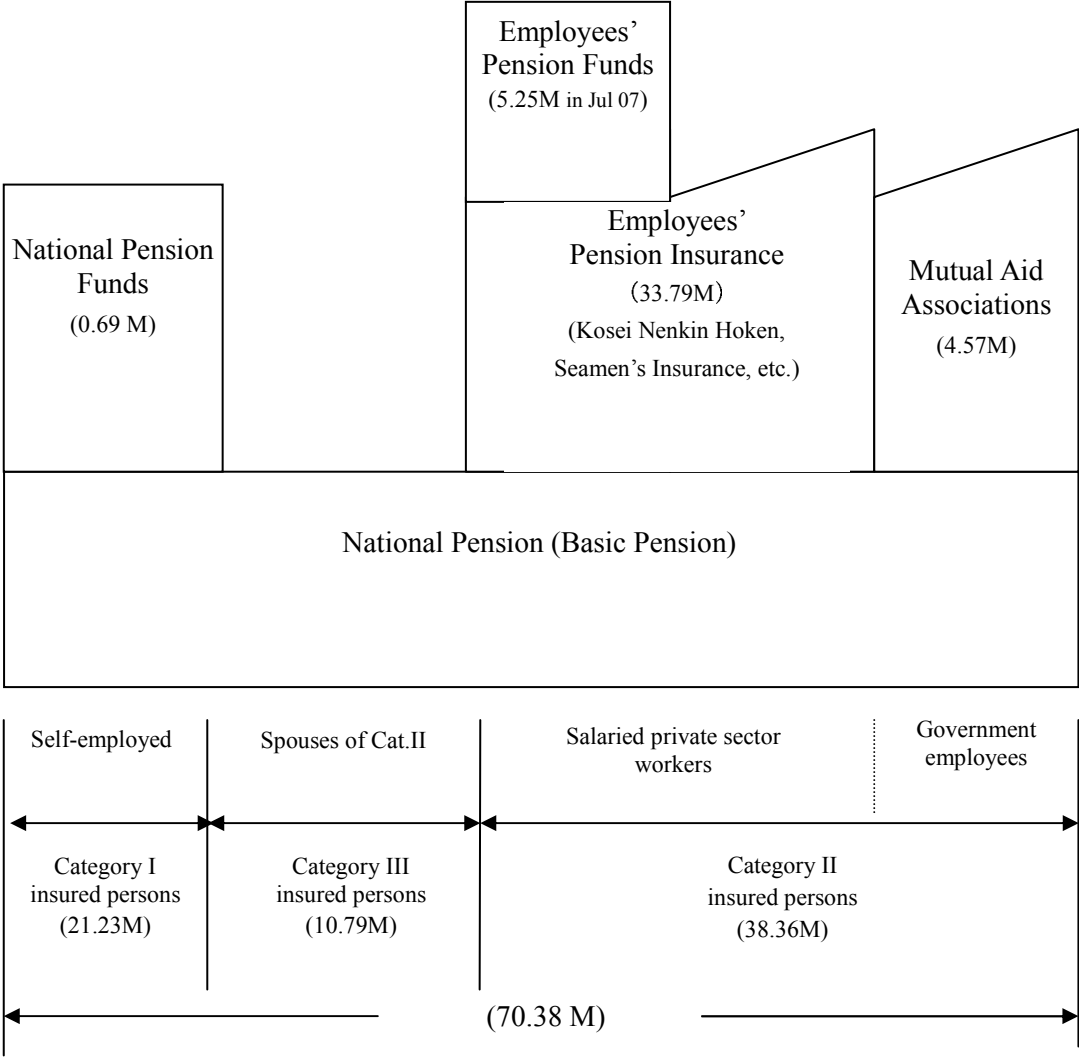 Employees’
Pension Funds
(5.25M in Jul 07)
National Pension
Funds
(0.69 M)
Employees’
Pension Insurance
(33.79M)
(Kosei Nenkin Hoken,
Seamen’s Insurance, etc.)
Mutual Aid
Associations
(4.57M)
National Pension (Basic Pension)
Self-employed
Spouses of Cat.II
Salaried private sector
workers
Government
employees
Category I
insured persons
(21.23M)
Category III
insured persons
(10.79M)
Category II
insured persons
(38.36M)
(70.38 M)